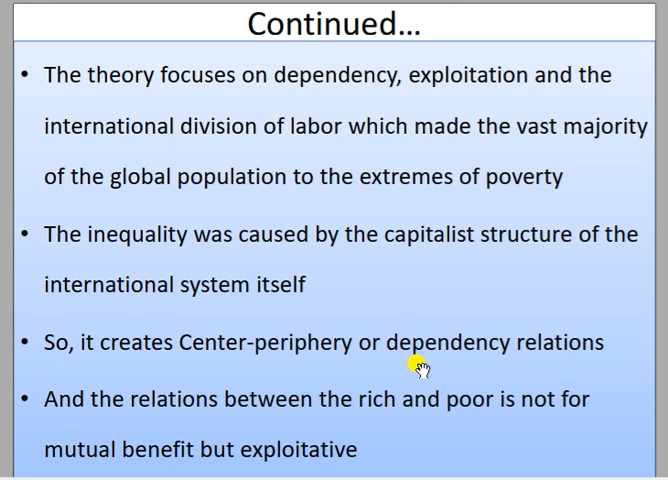 Continued…
• The theory focuses on dependency, exploitation and the
international division of labor which made the vast majority
of the global population to the extremes of poverty
• The inequality was caused by the capitalist structure of the
international system itself
• So, it creates Center-periphery or dependency relations
• And the relations between the rich and poor is not for
mutual benefit but exploitative